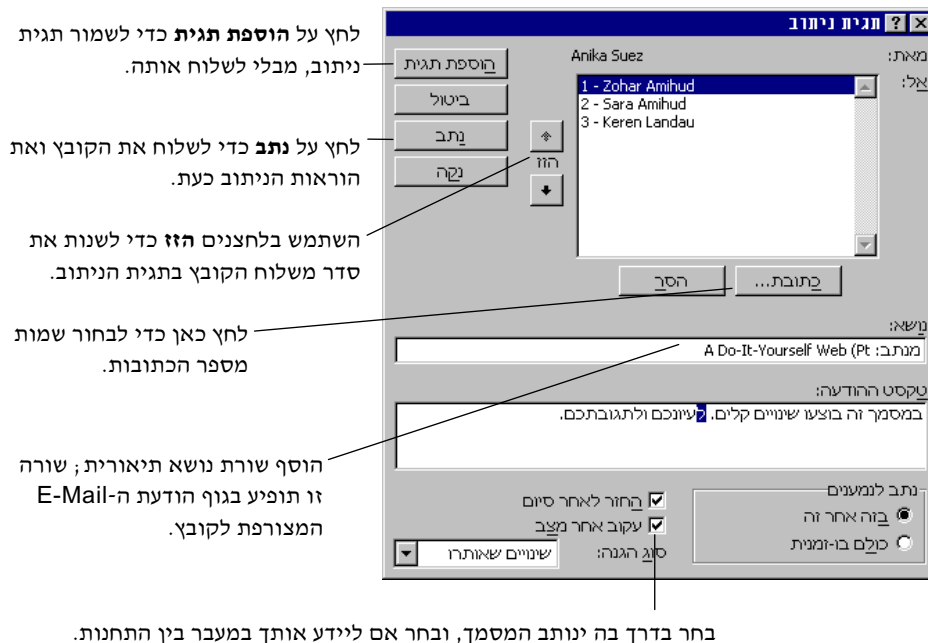 תגית ניתוב
מאת:
Anika Suez
אל:
1 - Zohar Amihud
2 - Sara Amihud
3 - Keren Landau
הזז
הוספת תגית
ביטול
נתב
נקה
כתובת...
הסר
נושא:
מנתב: A Do-It-Yourself Web (Pt
טקסט ההודעה:
במסמך זה בוצעו שינויים קלים. לעיונכם ולתגובתכם.
נתב לנמענים
בזה אחר זה
כולם בו-זמנית
החזר לאחר סיום
עקוב אחר מצב
סוג הגנה:
שינויים שאותרו
לחץ על הוספת תגית כדי לשמור תגית
ניתוב, מבלי לשלוח אותה.
לחץ על נתב כדי לשלוח את הקובץ ואת
הוראות הניתוב כעת.
השתמש בלחצנים הזז כדי לשנות את
סדר משלוח הקובץ בתגית הניתוב.
לחץ כאן כדי לבחור שמות
מספר הכתובות.
הוסף שורת נושא תיאורית; שורה
זו תופיע בגוף הודעת ה-E-Mail
המצורפת לקובץ.
בחר בדרך בה ינותב המסמך, ובחר אם ליידע אותך במעבר בין התחנות.